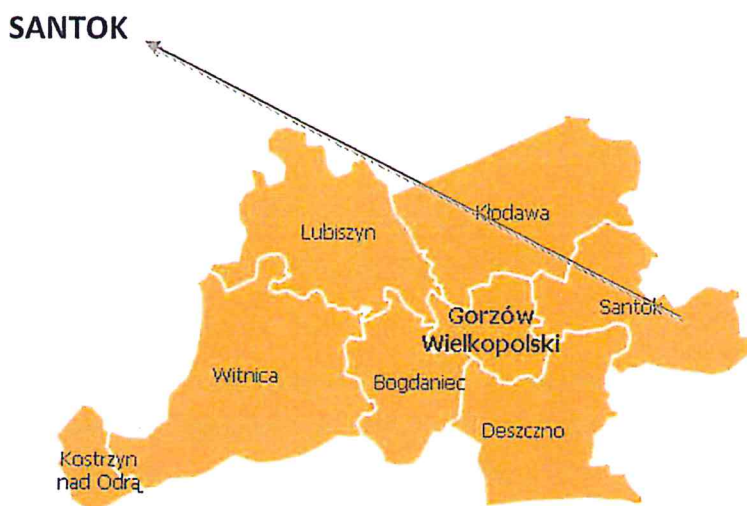 SANTOK
Kłodawa
Lubiszyn
Santok
Gorzów
Wielkopolski
Witnica
Bogdaniec
Deszczno
Kostrzyn
nad Odrą